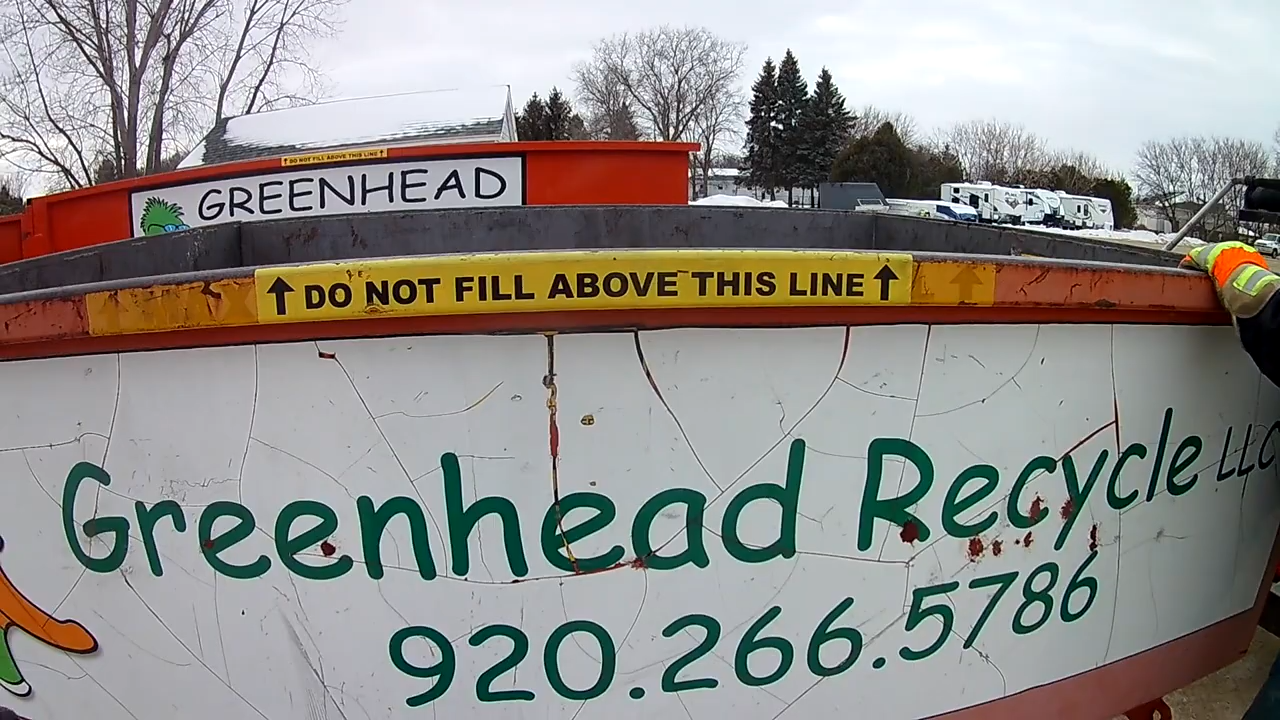 DO NOT FILL ABOVE THIS LINE
GREENHEAD
↑ DO NOT FILL ABOVE THIS LINE ↑
Greenhead Recycle LLC
920.266.5786